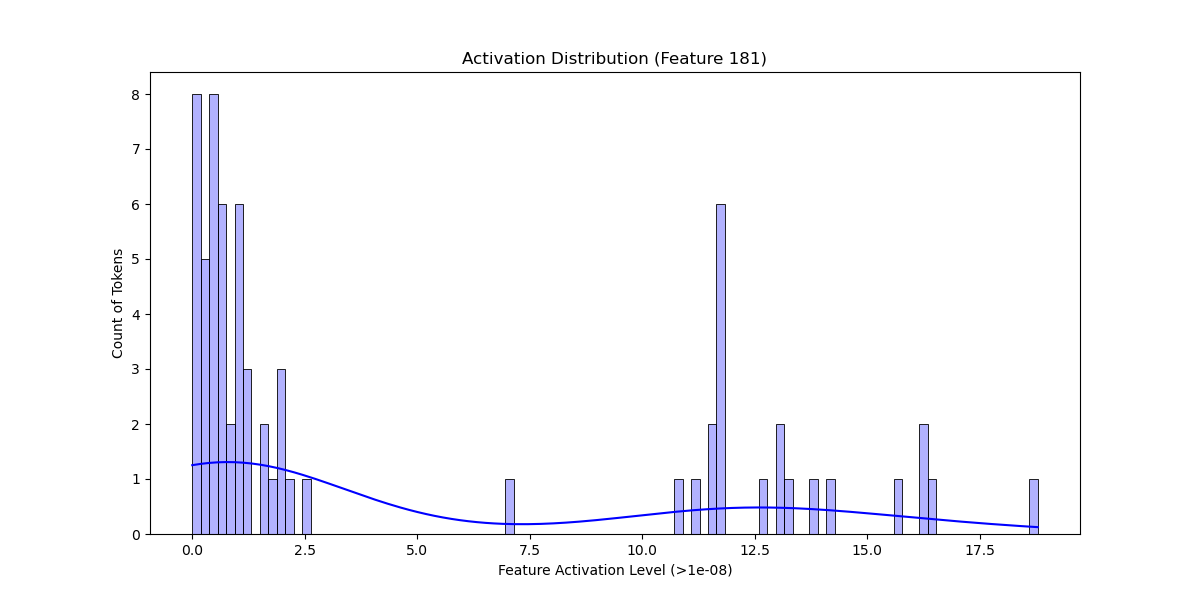 Activation Distribution (Feature 181)
Count of Tokens
8
7
6
5
4
3
2
1
0
0.0 2.5 5.0 7.5 10.0 12.5 15.0 17.5
Feature Activation Level (>1e-08)